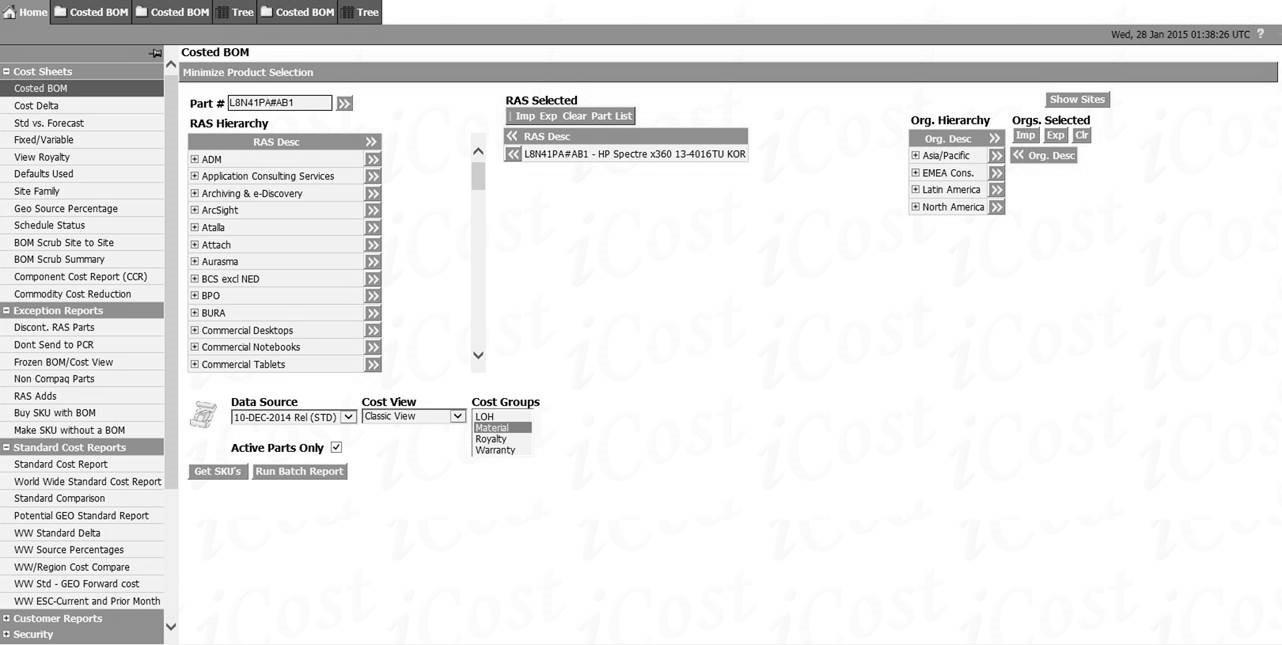 Home Costed BOM Costed BOM Tree Costed BOM Tree
Wed, 28 Jan 2015 01:38:26 UTC ?
Cost Sheets
Costed BOM
Cost Delta
Std vs. Forecast
Fixed/Variable
View Royalty
Defaults Used
Site Family
Geo Source Percentage
Schedule Status
BOM Scrub Site to Site
BOM Scrub Summary
Component Cost Report (CCR)
Commodity Cost Reduction
Exception Reports
Discont. RAS Parts
Dont Send to PCR
Frozen BOM/Cost View
Non Compaq Parts
RAS Adds
Buy SKU with BOM
Make SKU without a BOM
Standard Cost Reports
Standard Cost Report
World Wide Standard Cost Report
Standard Comparison
Potential GEO Standard Report
WW Standard Delta
WW Source Percentages
WW/Region Cost Compare
WW Std - GEO Forward cost
WW ESC-Current and Prior Month
Customer Reports
Security
Costed BOM
Minimize Product Selection
Part # L8N41PA#AB1
RAS Hierarchy
RAS Desc
ADM
Application Consulting Services
Archiving & e-Discovery
ArcSight
Atalla
Attach
Aurasma
BCS excl NED
BPO
BURA
Commercial Desktops
Commercial Notebooks
Commercial Tablets
RAS Selected
Imp Exp Clear Part List
RAS Desc
L8N41PA#AB1 - HP Spectre x360 13-4016TU KOR
Show Sites
Org. Hierarchy
Org. Desc
Asia/Pacific
EMEA Cons.
Latin America
North America
Orgs. Selected
Imp Exp Clr
Org. Desc
Data Source
10-DEC-2014 Rel (STD)
Cost View
Classic View
Cost Groups
LOH
Material
Royalty
Warranty
Active Parts Only
Get SKU's Run Batch Report
iCost